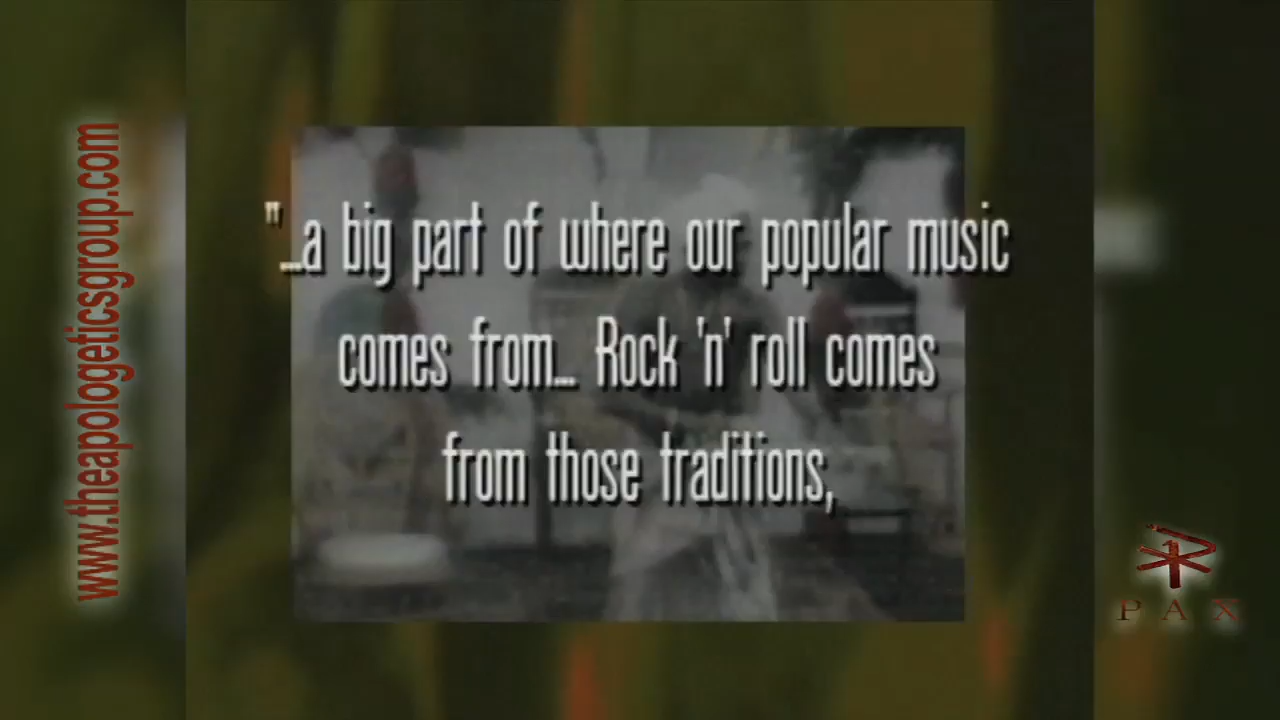 www.theapologeticsgroup.com
"...a big part of where our popular music
comes from... Rock 'n' roll comes
from those traditions,
PAX